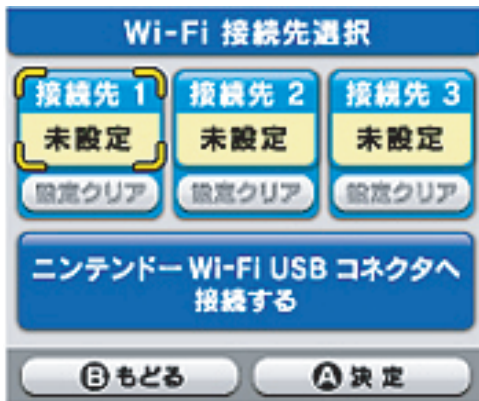 Wi-Fi 接続先選択
接続先 1 接続先 2 接続先 3
未設定 未設定 未設定
設定クリア 設定クリア 設定クリア
ニンテンドーWi-Fi USB コネクタへ
接続する
Ⓑもどる Ⓐ決定